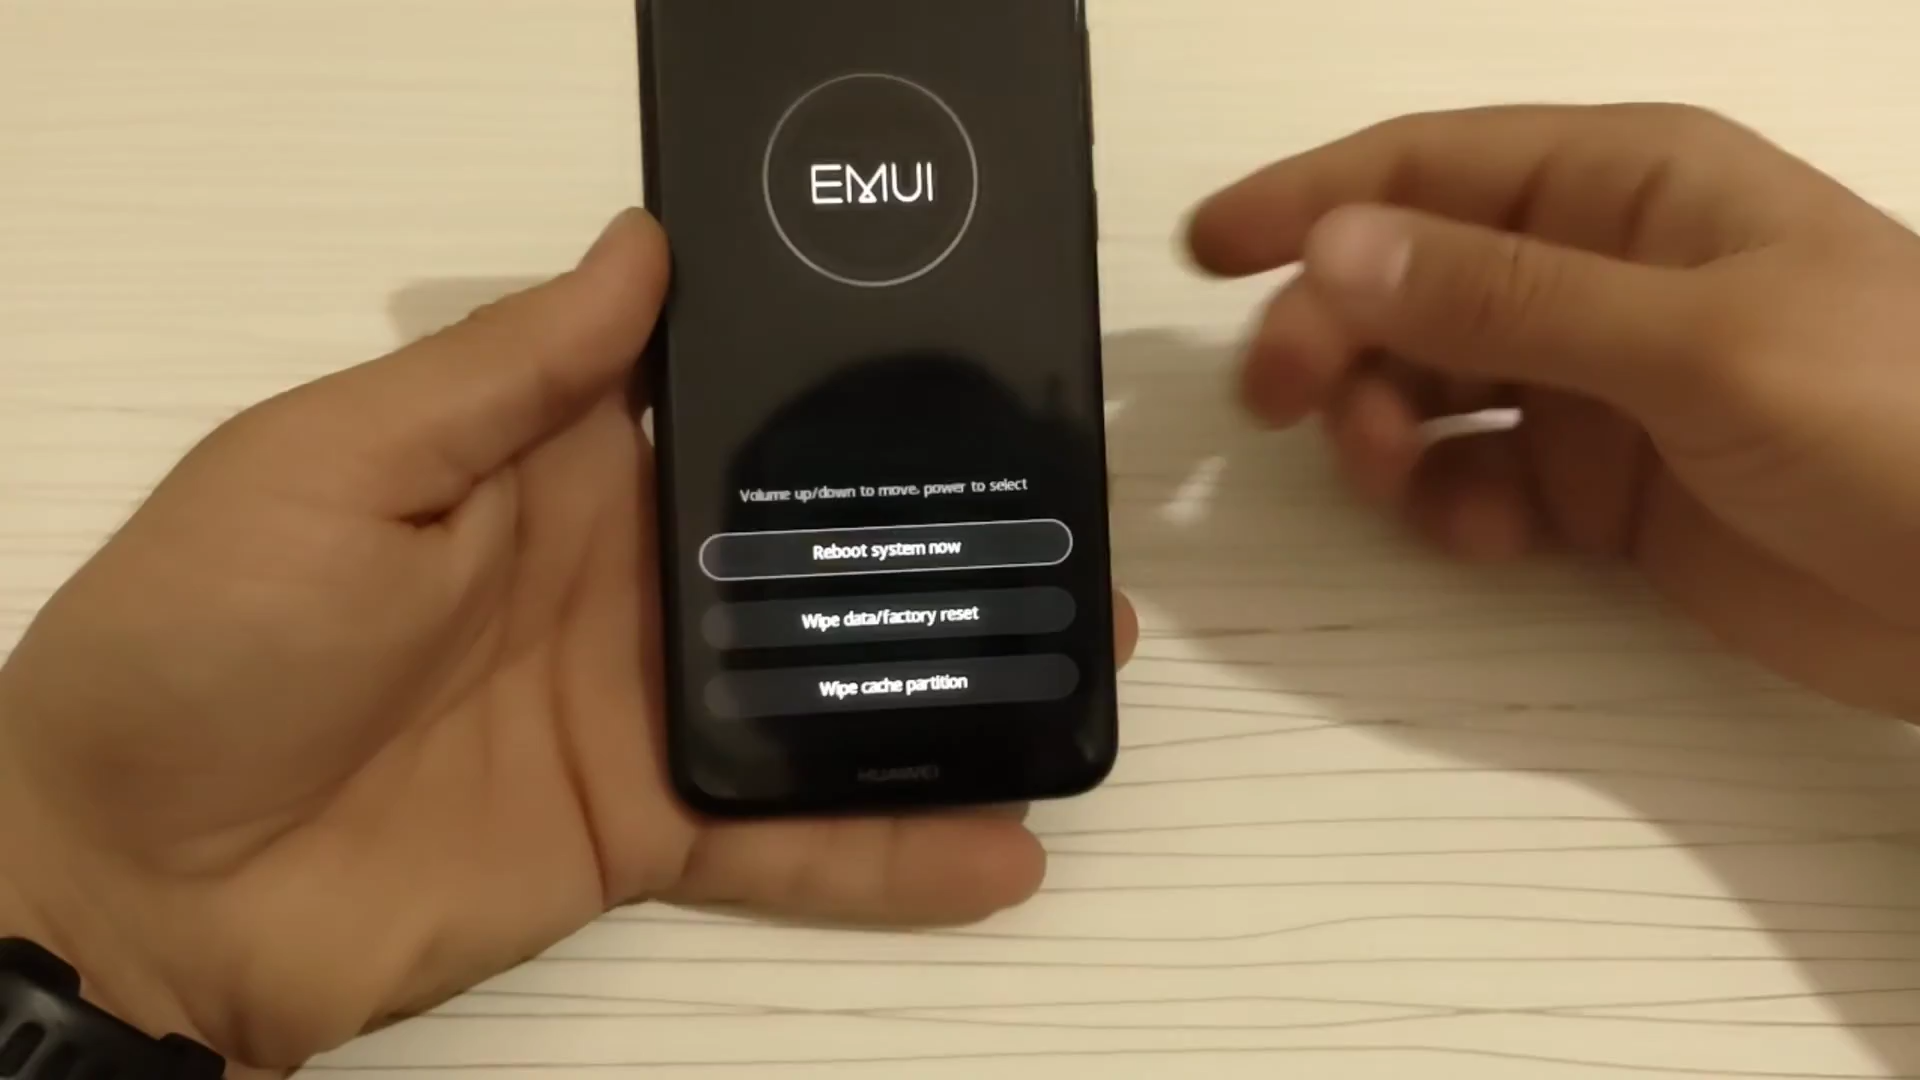 EMUI
Volume up/down to move, power to select
Reboot system now
Wipe data/factory reset
Wipe cache partition
HUAWEI